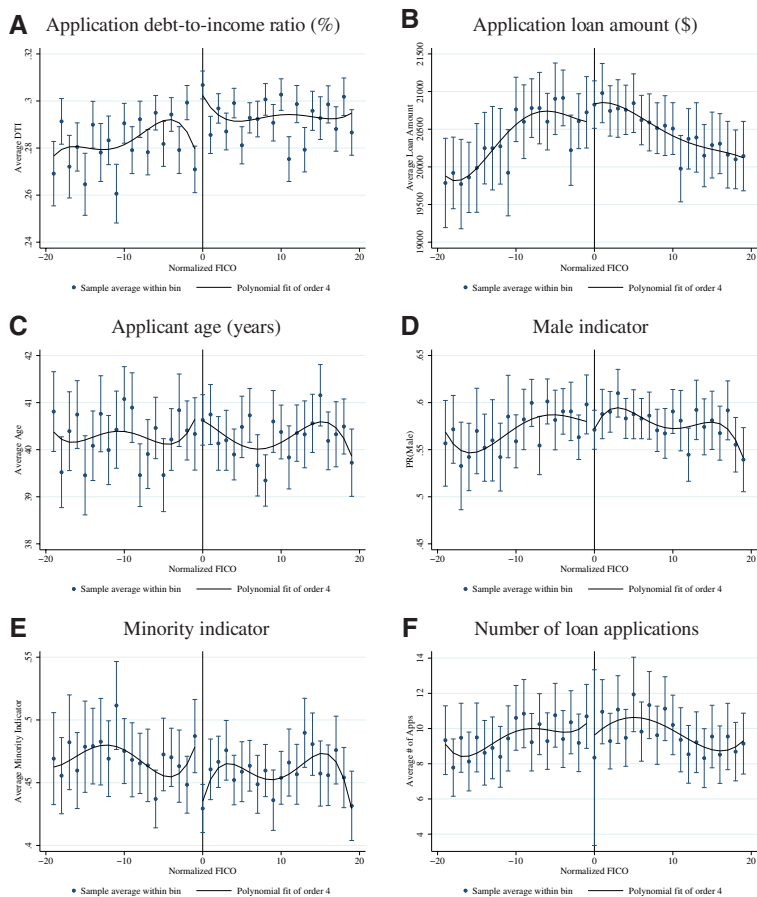 A Application debt-to-income ratio (%)
Average DTI
.32
.3
.28
.26
.24
−20 −10 0 10 20
Normalized FICO
Sample average within bin Polynomial fit of order 4
B Application loan amount ($)
Average Loan Amount
21500
21000
20500
20000
19500
19000
−20 −10 0 10 20
Normalized FICO
Sample average within bin Polynomial fit of order 4
C Applicant age (years)
Average Age
42
41
40
39
38
−20 −10 0 10 20
Normalized FICO
Sample average within bin Polynomial fit of order 4
D Male indicator
PR(Male)
.65
.6
.55
.5
.45
−20 −10 0 10 20
Normalized FICO
Sample average within bin Polynomial fit of order 4
E Minority indicator
Average Minority Indicator
.55
.5
.45
.4
−20 −10 0 10 20
Normalized FICO
Sample average within bin Polynomial fit of order 4
F Number of loan applications
Average # of Apps
14
12
10
8
6
4
−20 −10 0 10 20
Normalized FICO
Sample average within bin Polynomial fit of order 4